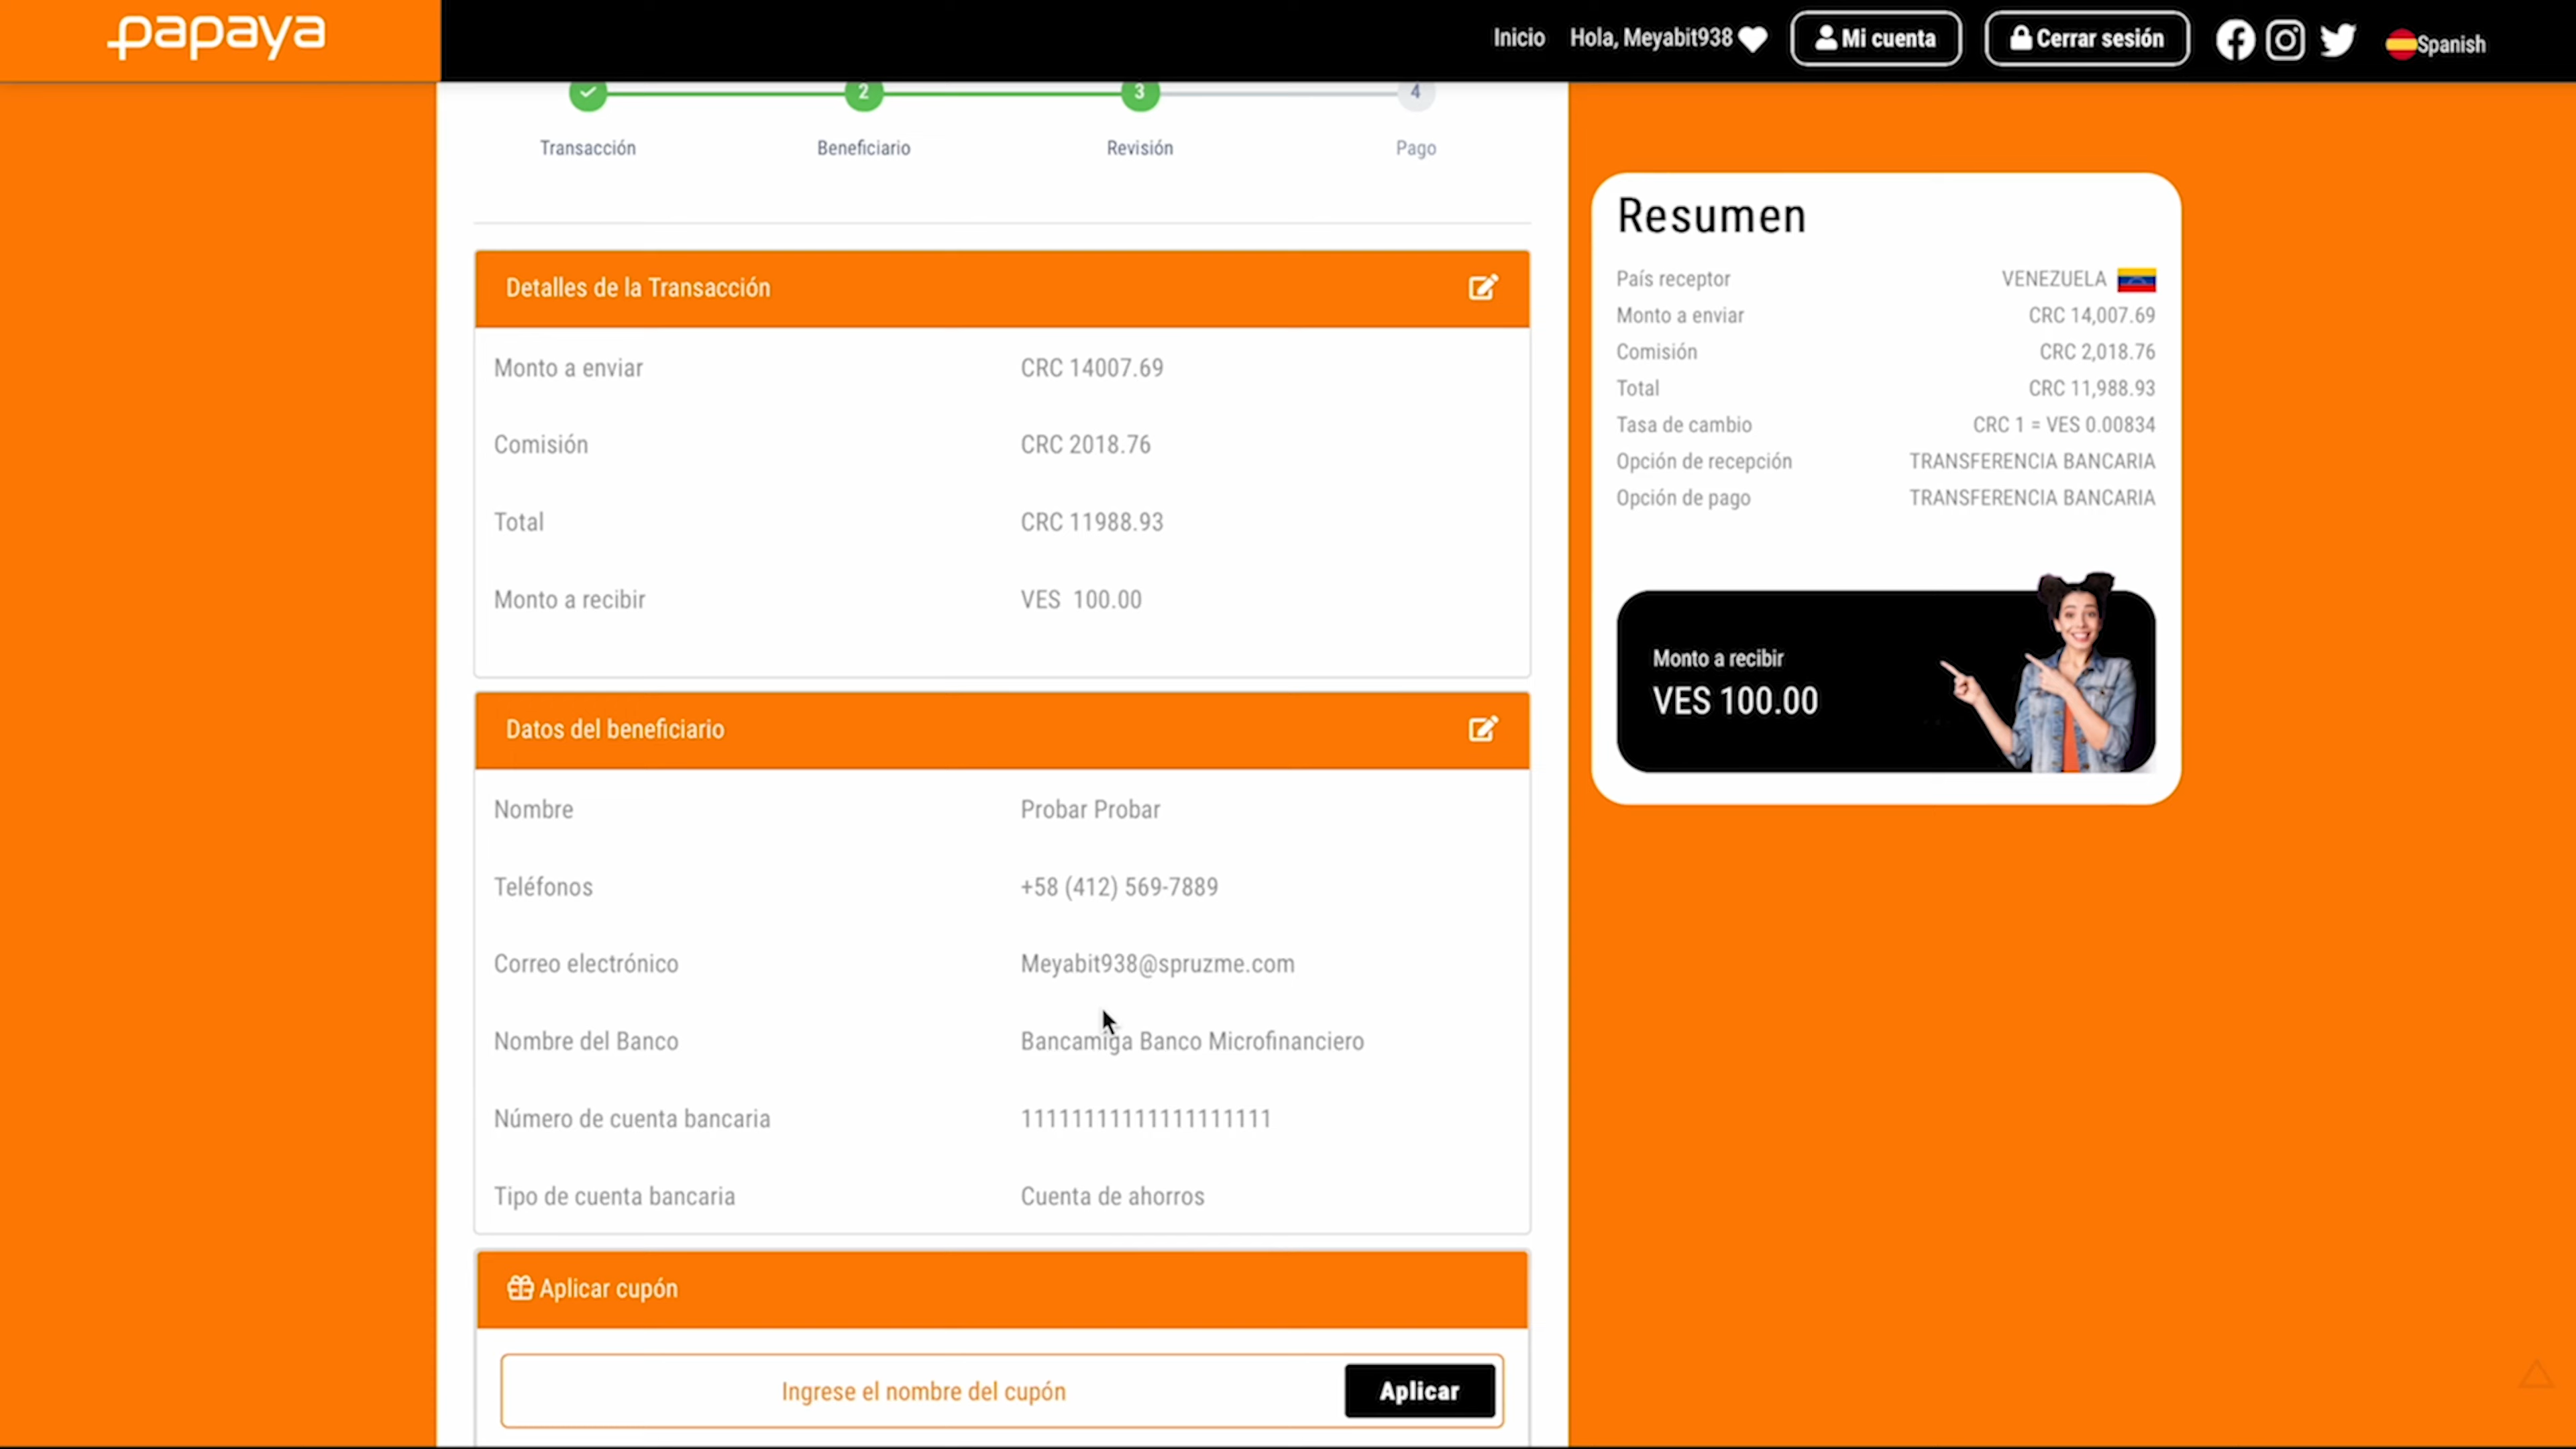 papaya
Inicio
Hola, Meyabit938
Mi cuenta
Cerrar sesión
Spanish
2
3
4
Transacción
Beneficiario
Revisión
Pago
Detalles de la Transacción
Monto a enviar CRC 14007.69
Comisión CRC 2018.76
Total CRC 11988.93
Monto a recibir VES 100.00
Datos del beneficiario
Nombre Probar Probar
Teléfonos +58 (412) 569-7889
Correo electrónico Meyabit938@spruzme.com
Nombre del Banco Bancamiga Banco Microfinanciero
Número de cuenta bancaria 11111111111111111111
Tipo de cuenta bancaria Cuenta de ahorros
Aplicar cupón
Ingrese el nombre del cupón
Aplicar
Resumen
País receptor VENEZUELA
Monto a enviar CRC 14,007.69
Comisión CRC 2,018.76
Total CRC 11,988.93
Tasa de cambio CRC 1 = VES 0.00834
Opción de recepción TRANSFERENCIA BANCARIA
Opción de pago TRANSFERENCIA BANCARIA
Monto a recibir
VES 100.00